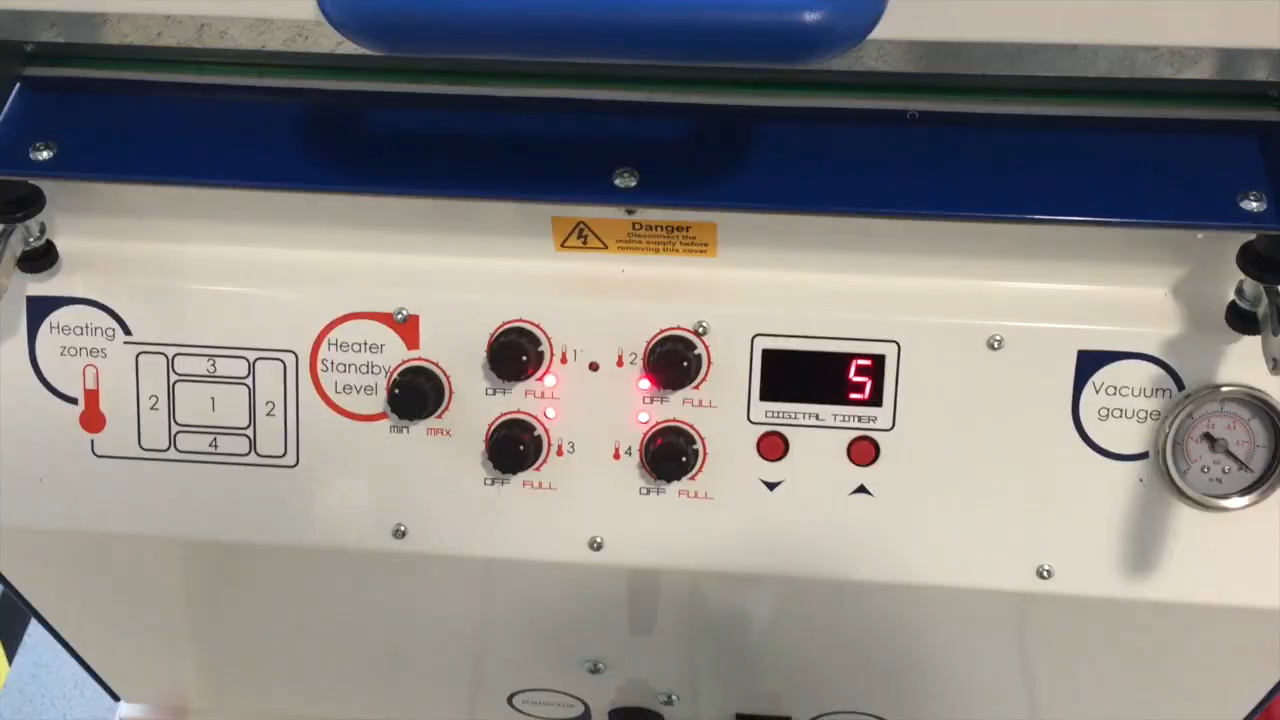 Danger
Disconnect the
mains supply before
removing this cover
Heating
zones
3
2
1
2
4
Heater
Standby
Level
MIN
MAX
1
OFF
FULL
2
OFF
FULL
3
OFF
FULL
4
OFF
FULL
5
DIGITAL TIMER
Vacuum
gauge